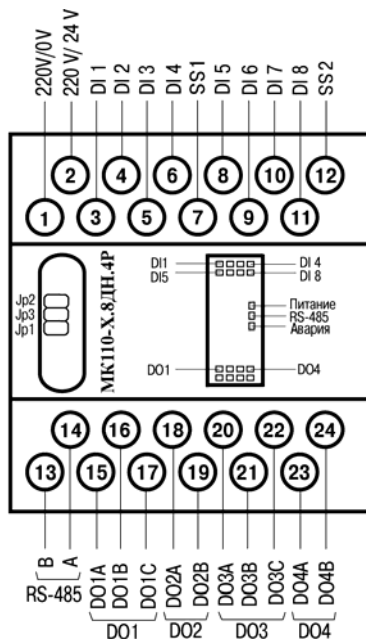 220V/0V
220 V/ 24 V
DI 1
DI 2
DI 3
DI 4
SS1
DI 5
DI 6
DI 7
DI 8
SS2
2
4
6
8
10
12
1
3
5
7
9
11
Jp2
Jp3
Jp1
МК110-Х.8ДН.4Р
DI1
DI 4
DI5
DI 8
Питание
RS-485
Авария
DO1
DO4
14
16
18
20
22
24
13
15
17
19
21
23
B
A
DO1A
DO1B
DO1C
DO2A
DO2B
DO3A
DO3B
DO3C
DO4A
DO4B
RS-485
DO1
DO2
DO3
DO4